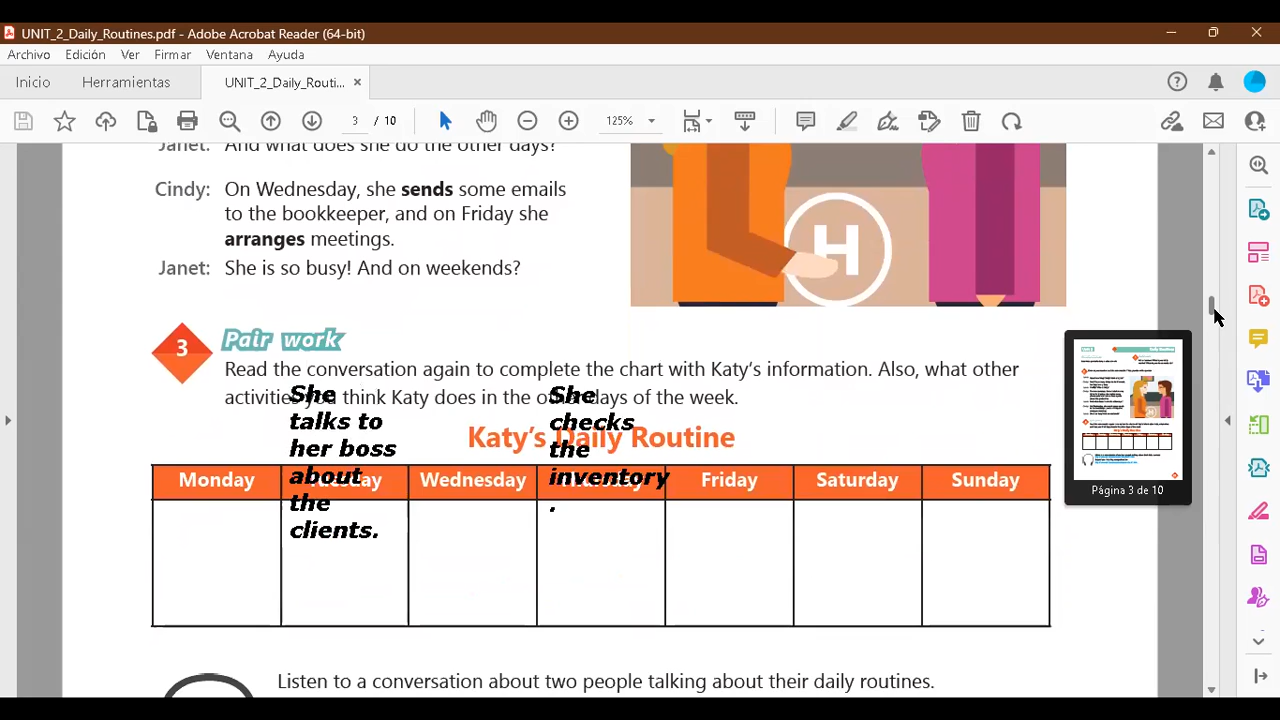 UNIT_2_Daily_Routines.pdf - Adobe Acrobat Reader (64-bit)
Archivo Edición Ver Firmar Ventana Ayuda
Inicio Herramientas UNIT_2_Daily_Routi... ×
3 / 10 125%
Janet: And what does she do the other days?
Cindy: On Wednesday, she sends some emails
to the bookkeeper, and on Friday she
arranges meetings.
Janet: She is so busy! And on weekends?
H
3 Pair work
Read the conversation again to complete the chart with Katy's information. Also, what other
activities you think Katy does in the other days of the week.
Katy's Daily Routine
Monday Tuesday Wednesday Thursday Friday Saturday Sunday
She
talks to
her boss
about
the
clients.
She
checks
the
inventory
.
Página 3 de 10
Listen to a conversation about two people talking about their daily routines.